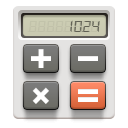 1024
+ −
× =